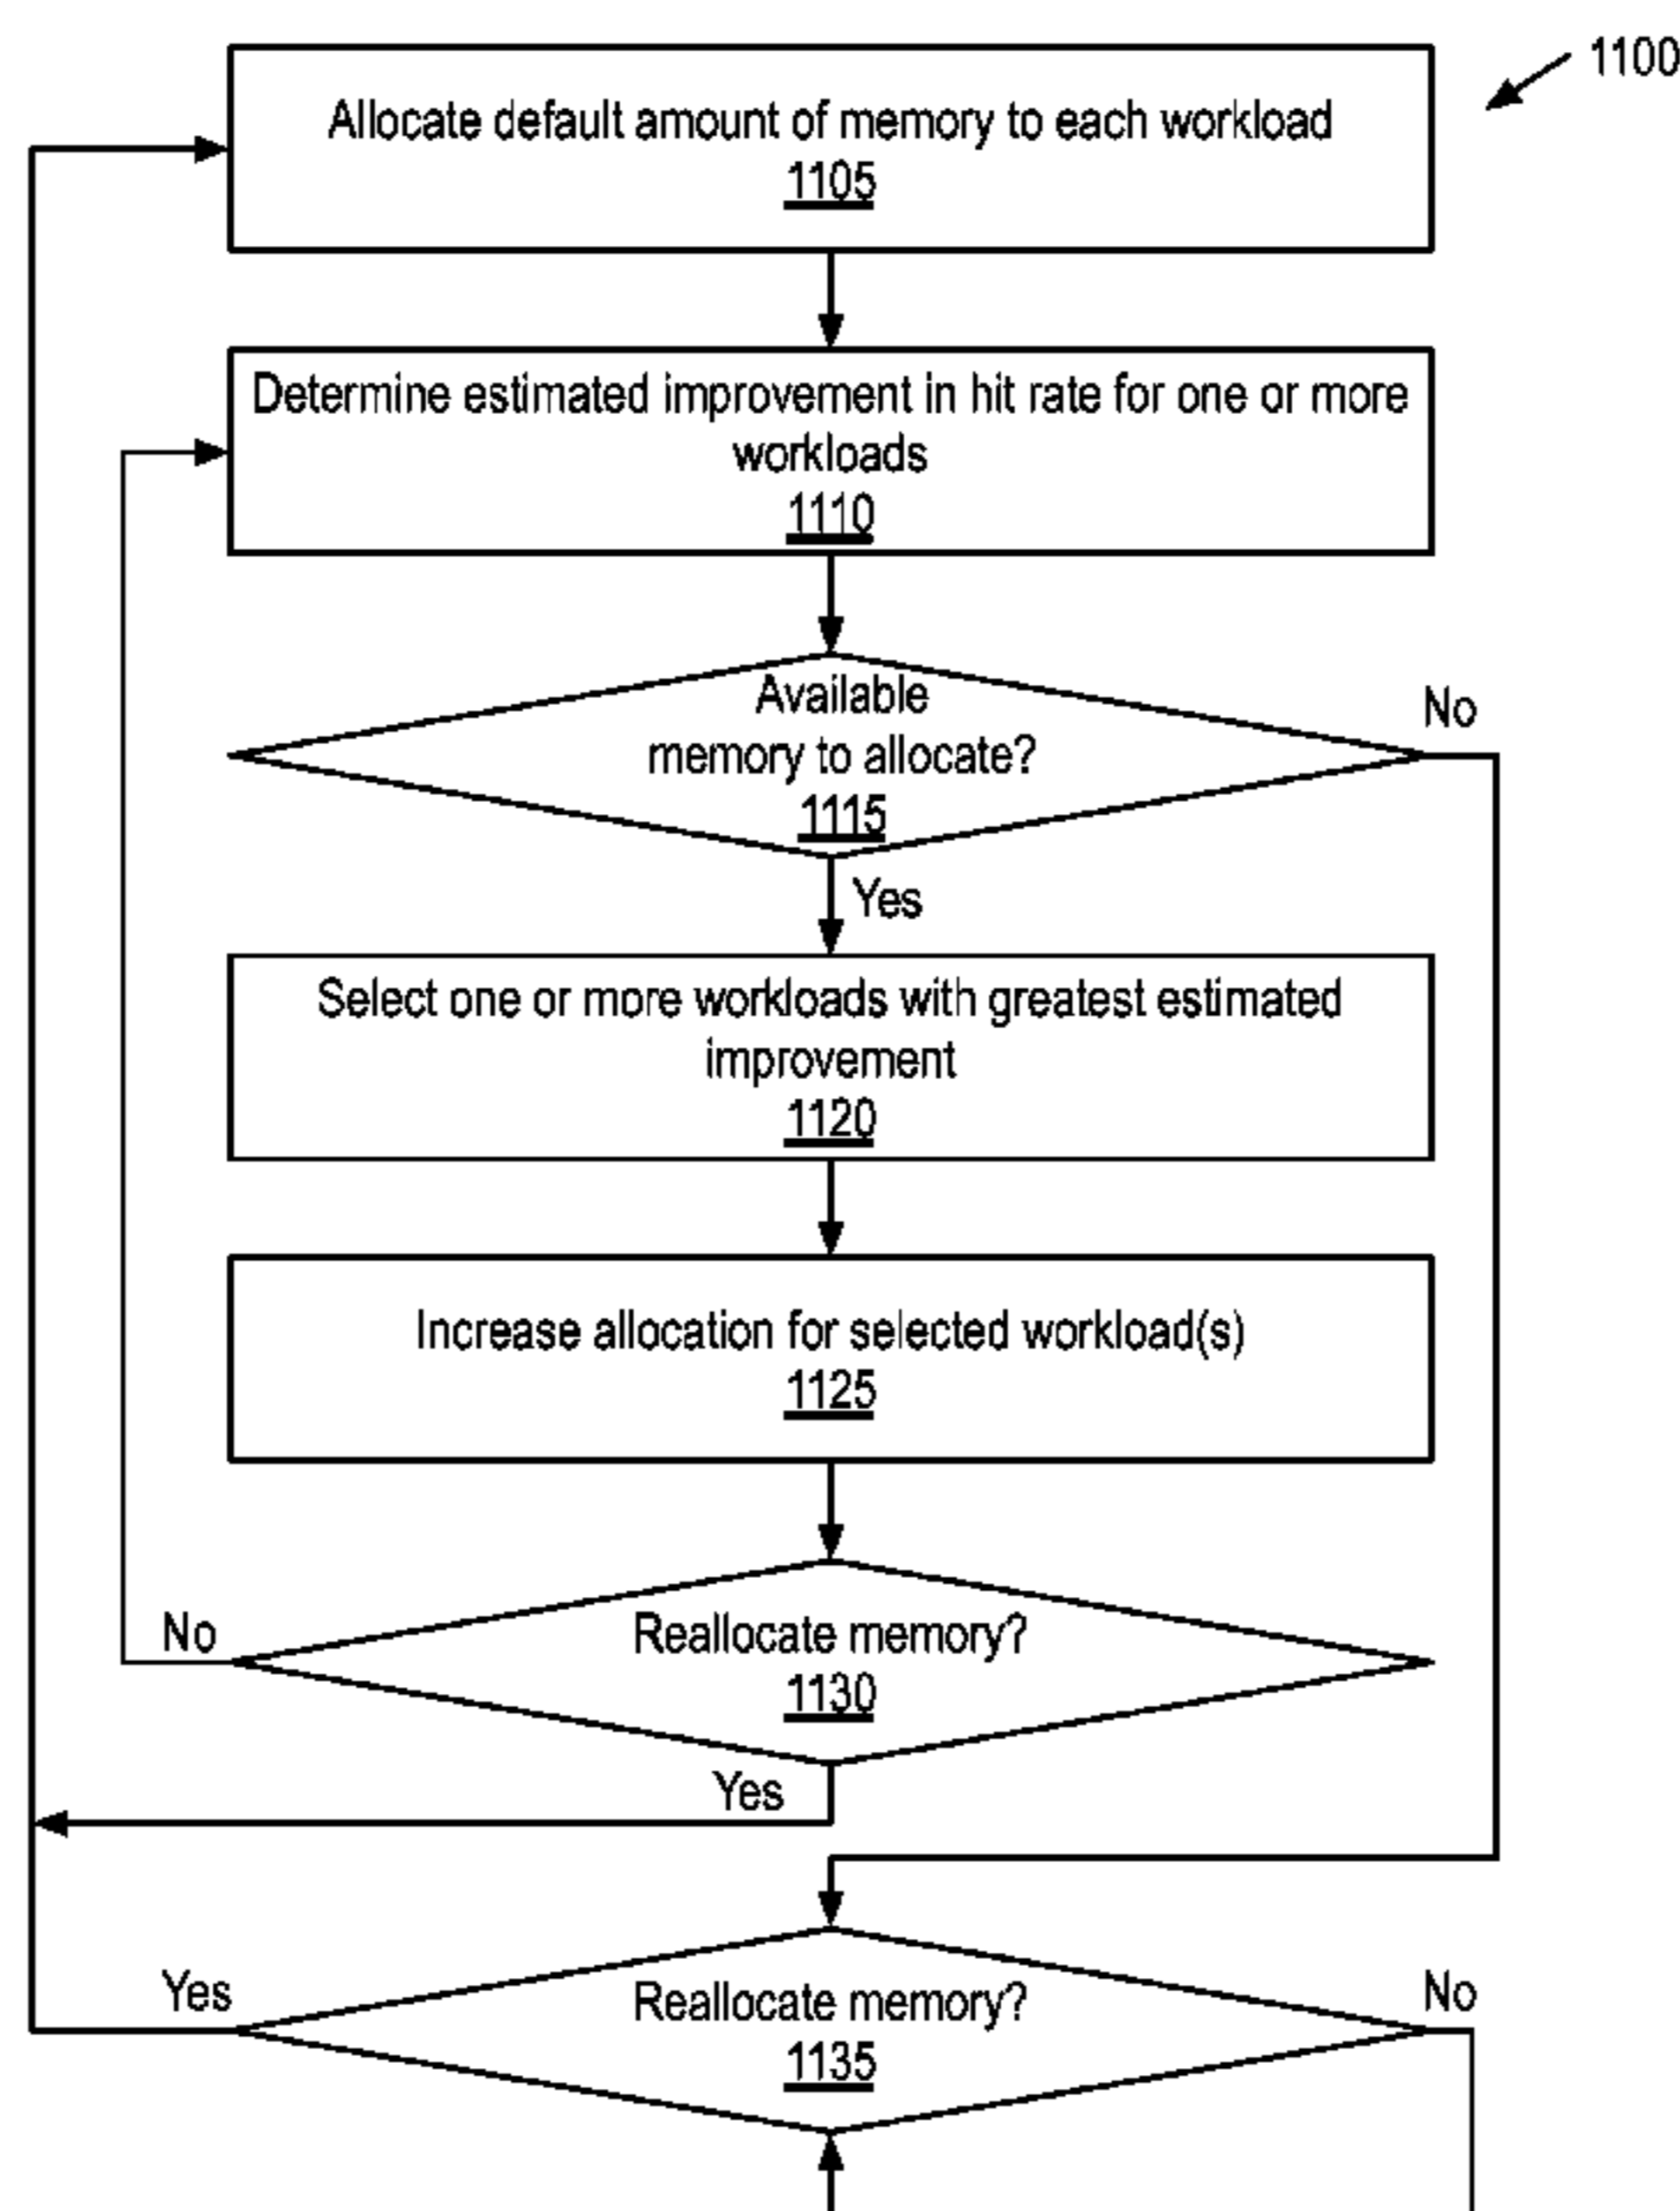 1100
Allocate default amount of memory to each workload
1105
Determine estimated improvement in hit rate for one or more
workloads
1110
Available
memory to allocate?
1115
No
Yes
Select one or more workloads with greatest estimated
improvement
1120
Increase allocation for selected workload(s)
1125
No
Reallocate memory?
1130
Yes
Yes
Reallocate memory?
1135
No